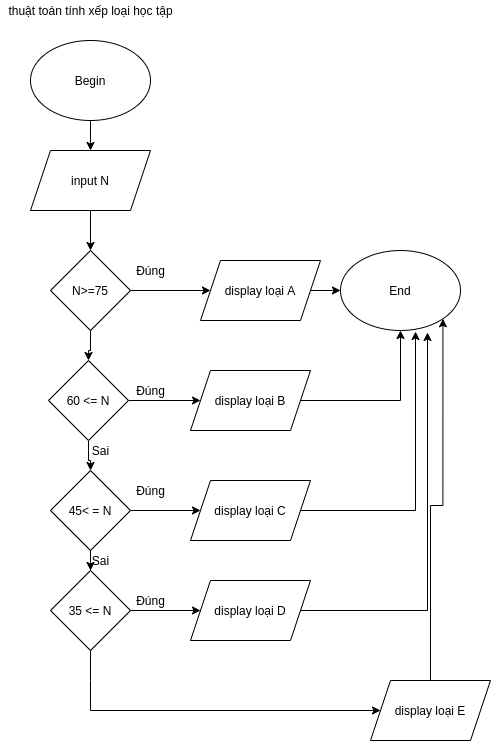 thuật toán tính xếp loại học tập
Begin
input N
N>=75
Đúng
display loại A
End
60 <= N
Đúng
display loại B
Sai
45< = N
Đúng
display loại C
Sai
35 <= N
Đúng
display loại D
display loại E